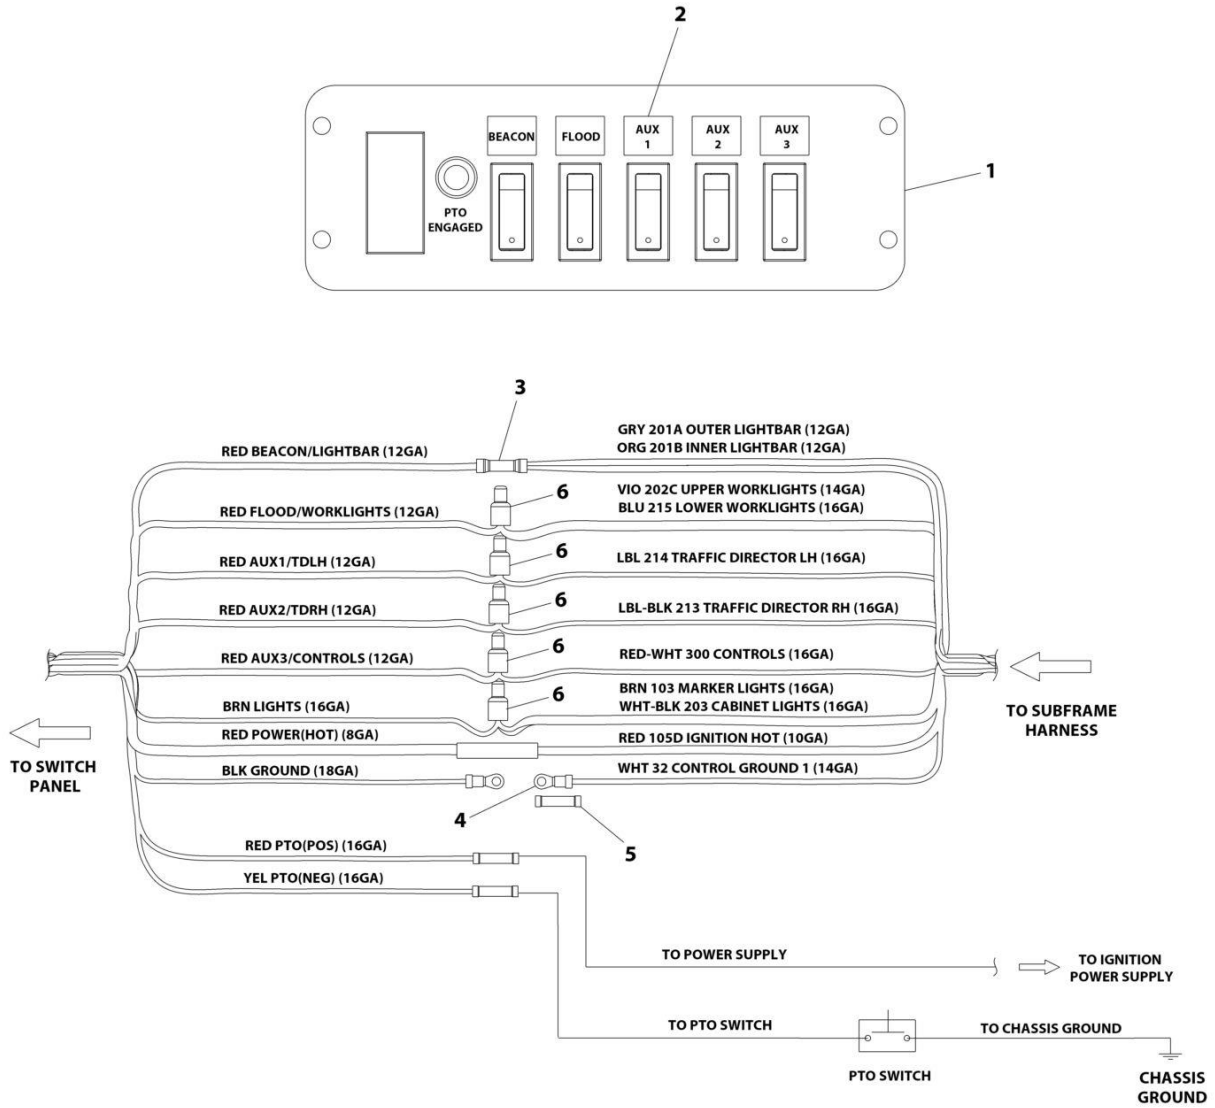 2
BEACON
FLOOD
AUX
1
AUX
2
AUX
3
1
PTO
ENGAGED
3
GRY 201A OUTER LIGHTBAR (12GA)
RED BEACON/LIGHTBAR (12GA)
ORG 201B INNER LIGHTBAR (12GA)
6
VIO 202C UPPER WORKLIGHTS (14GA)
RED FLOOD/WORKLIGHTS (12GA)
BLU 215 LOWER WORKLIGHTS (16GA)
RED AUX1/TDLH (12GA)
6
LBL 214 TRAFFIC DIRECTOR LH (16GA)
RED AUX2/TDRH (12GA)
6
LBL-BLK 213 TRAFFIC DIRECTOR RH (16GA)
RED AUX3/CONTROLS (12GA)
6
RED-WHT 300 CONTROLS (16GA)
6
BRN 103 MARKER LIGHTS (16GA)
BRN LIGHTS (16GA)
WHT-BLK 203 CABINET LIGHTS (16GA)
TO SUBFRAME
HARNESS
RED POWER(HOT) (8GA)
RED 105D IGNITION HOT (10GA)
TO SWITCH
PANEL
BLK GROUND (18GA)
WHT 32 CONTROL GROUND 1 (14GA)
4
5
RED PTO(POS) (16GA)
YEL PTO(NEG) (16GA)
TO POWER SUPPLY
TO IGNITION
POWER SUPPLY
TO PTO SWITCH
TO CHASSIS GROUND
PTO SWITCH
CHASSIS
GROUND